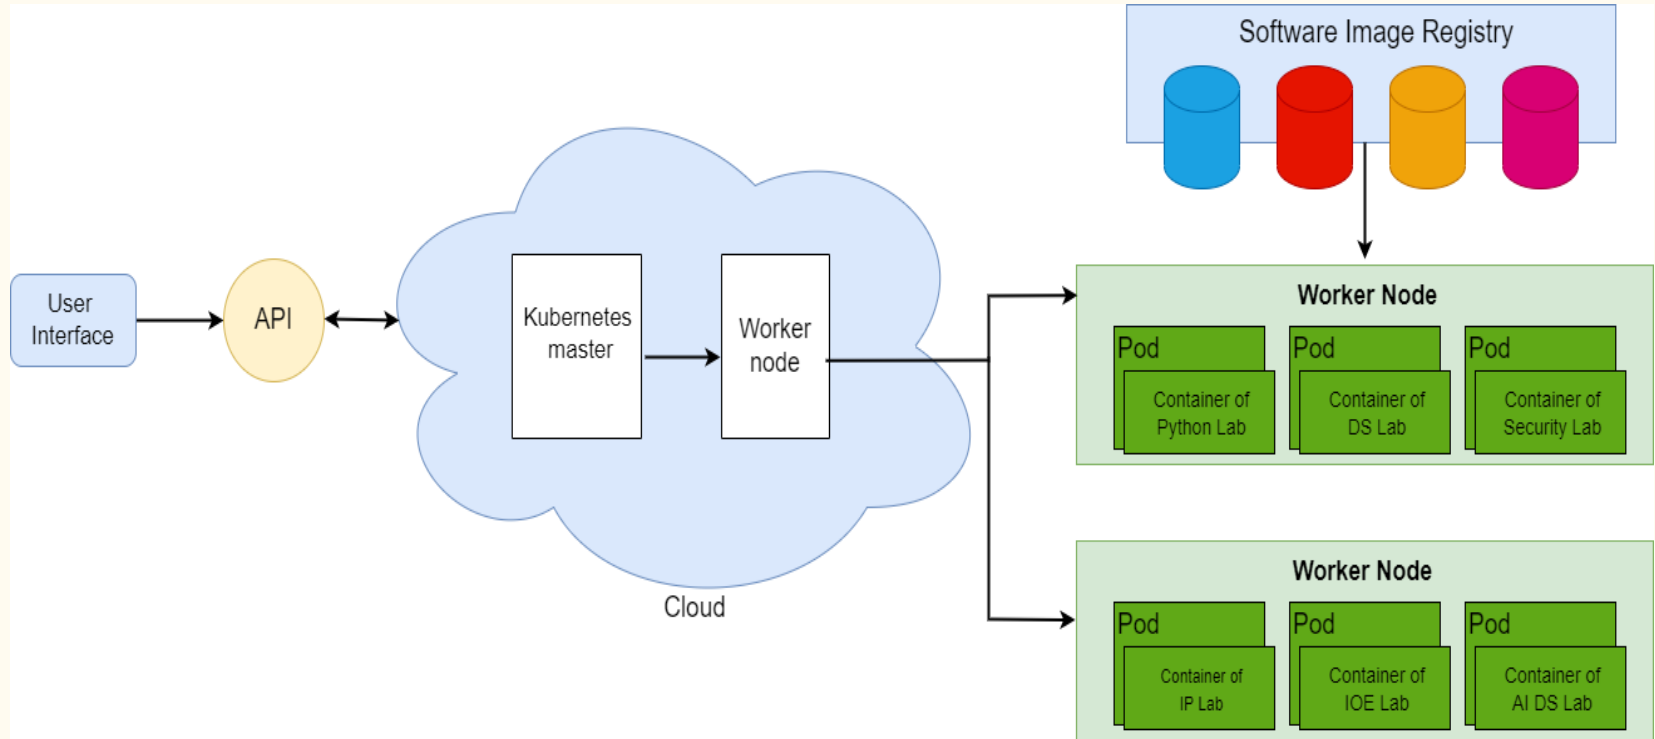 Software Image Registry
User
Interface
API
Kubernetes
master
Worker
node
Cloud
Worker Node
Pod
Container of
Python Lab
Pod
Container of
DS Lab
Pod
Container of
Security Lab
Worker Node
Pod
Container of
IP Lab
Pod
Container of
IOE Lab
Pod
Container of
AI DS Lab